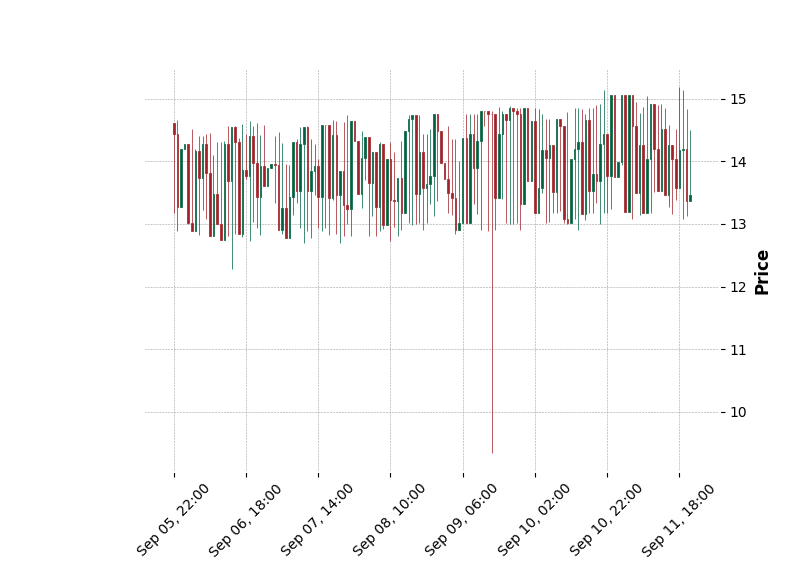 15
14
13
12
11
10
Price
Sep 05, 22:00
Sep 06, 18:00
Sep 07, 14:00
Sep 08, 10:00
Sep 09, 06:00
Sep 10, 02:00
Sep 10, 22:00
Sep 11, 18:00